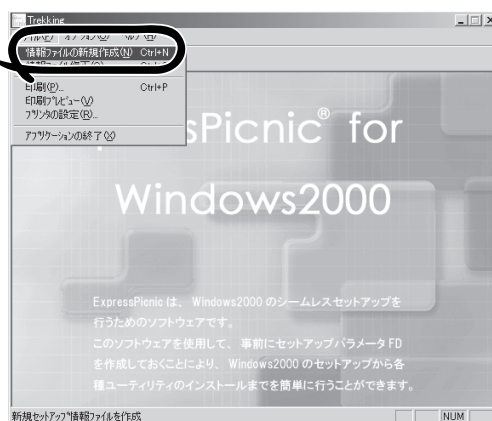 Trekking
情報ファイルの新規作成(N) Ctrl+N
印刷(P)... Ctrl+P
印刷プレビュー(V)
プリンタの設定(R)...
アプリケーションの終了(X)
ssPicnic® for
Windows2000
ExpressPicnic は、 Windows2000 のシームレスセットアップを
行うためのソフトウェアです。
このソフトウェアを使用して、 事前にセットアップパラメータ FD
を作成しておくことにより、 Windows2000 のセットアップから各
種ユーティリティのインストールまでを簡単に行うことができます。
新規セットアップ情報ファイルを作成
NUM